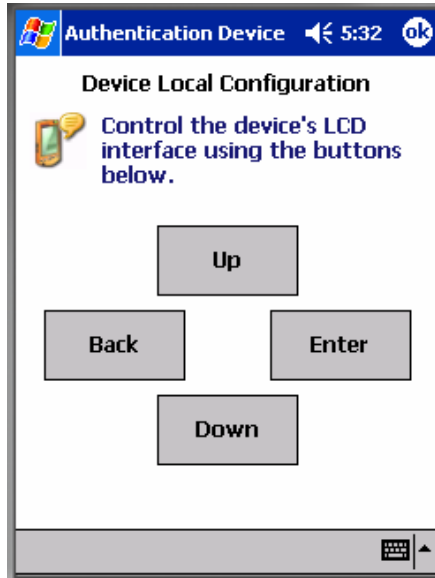 Authentication Device 5:32 ok
Device Local Configuration
Control the device's LCD
interface using the buttons
below.
Up
Back Enter
Down